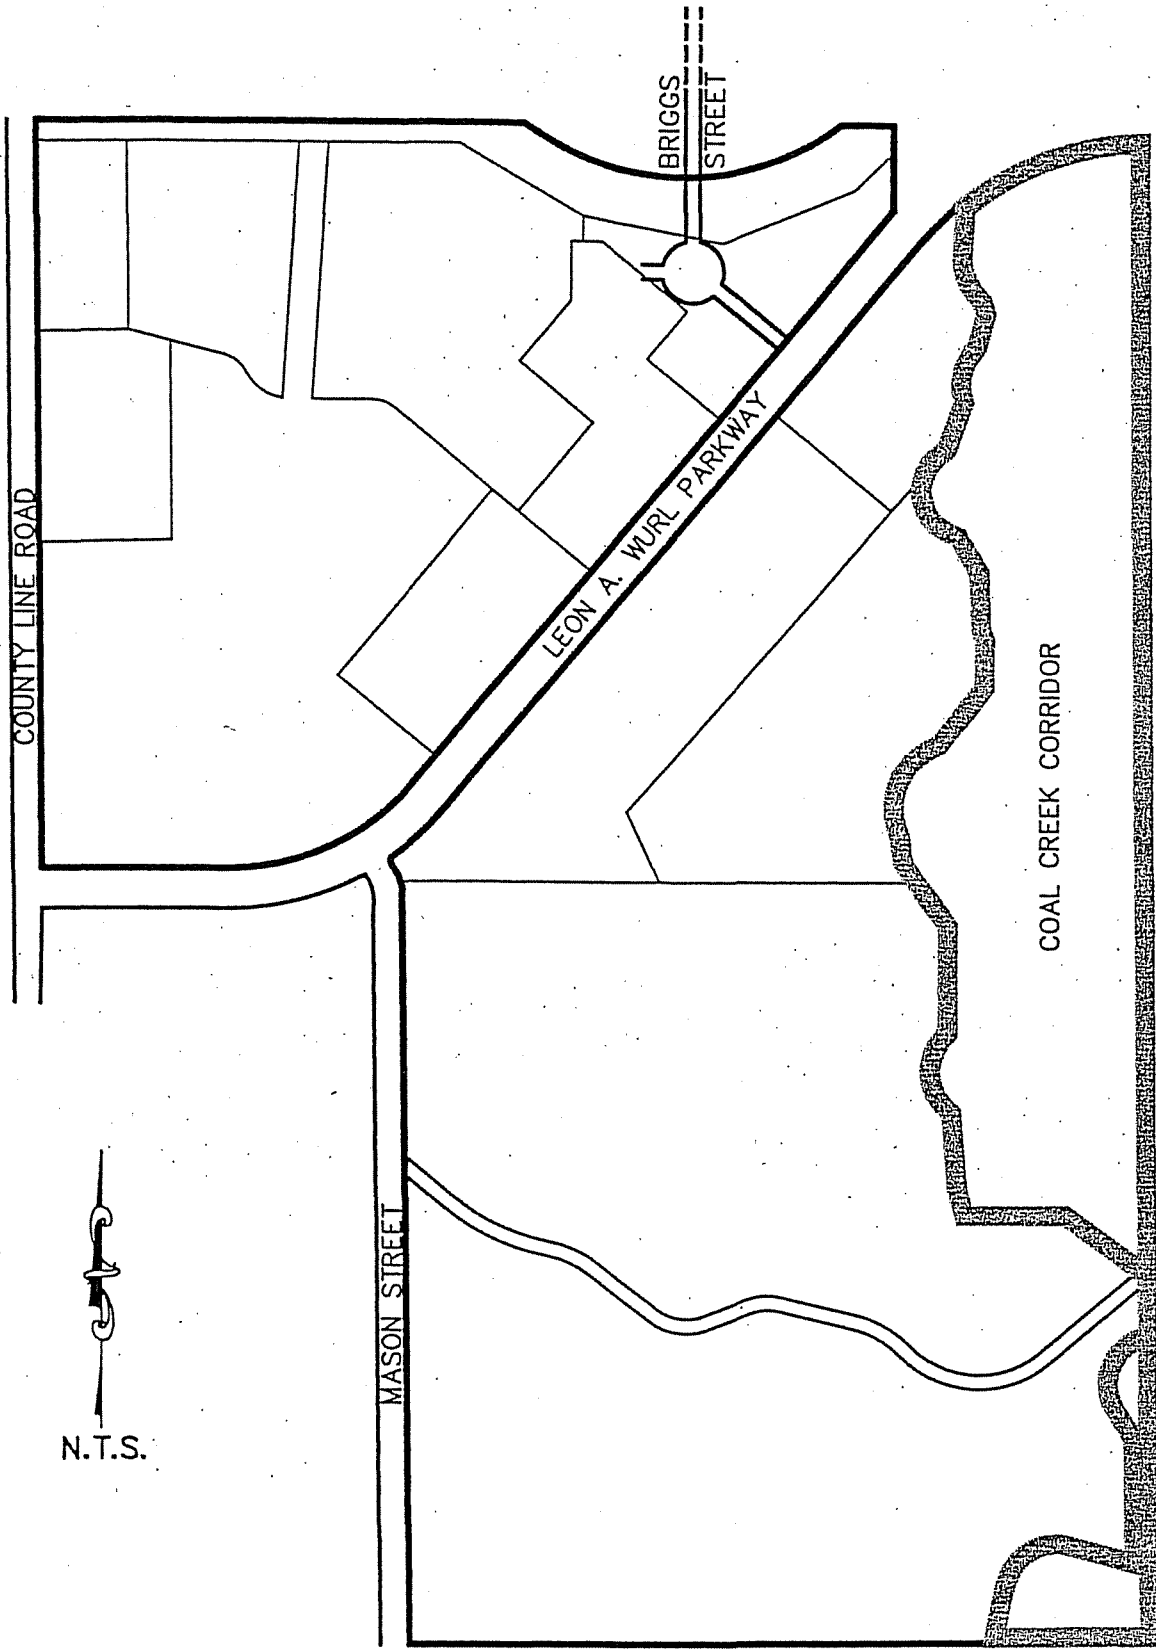 BRIGGS
STREET
COUNTY LINE ROAD
LEON A. WURL PARKWAY
COAL CREEK CORRIDOR
MASON STREET
N.T.S.